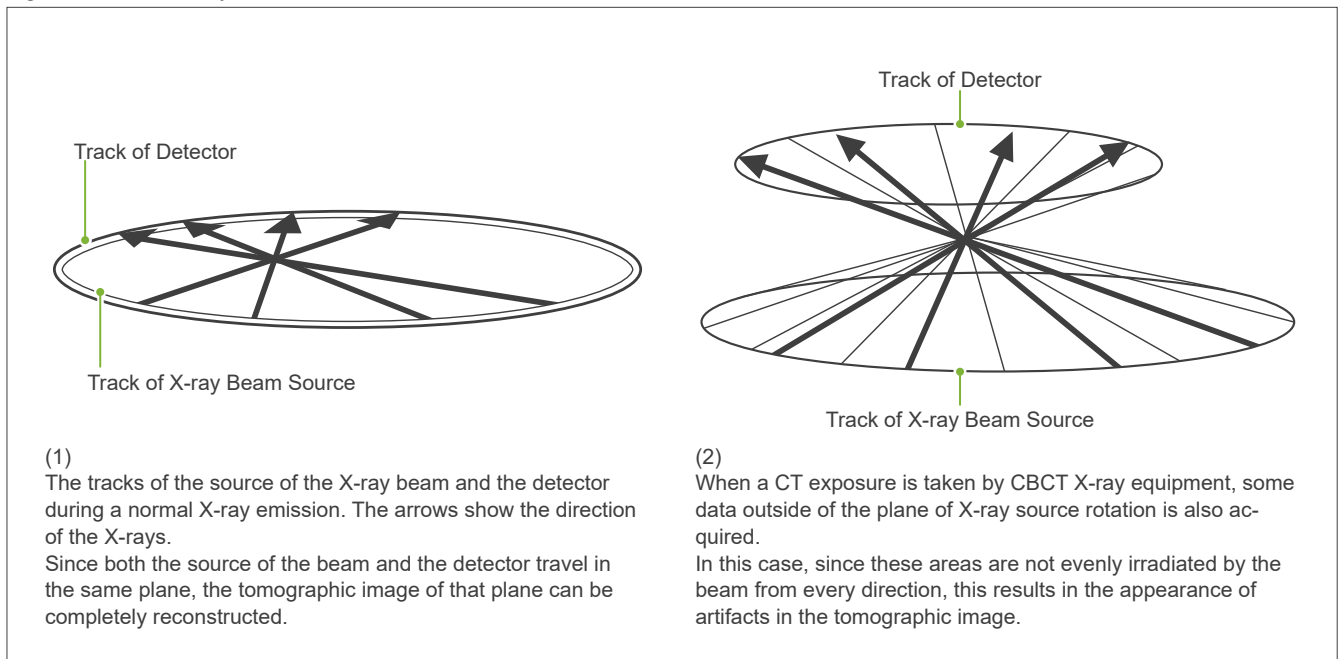 Track of Detector
Track of X-ray Beam Source
(1)
The tracks of the source of the X-ray beam and the detector
during a normal X-ray emission. The arrows show the direction
of the X-rays.
Since both the source of the beam and the detector travel in
the same plane, the tomographic image of that plane can be
completely reconstructed.
Track of Detector
Track of X-ray Beam Source
(2)
When a CT exposure is taken by CBCT X-ray equipment, some
data outside of the plane of X-ray source rotation is also ac-
quired.
In this case, since these areas are not evenly irradiated by the
beam from every direction, this results in the appearance of
artifacts in the tomographic image.